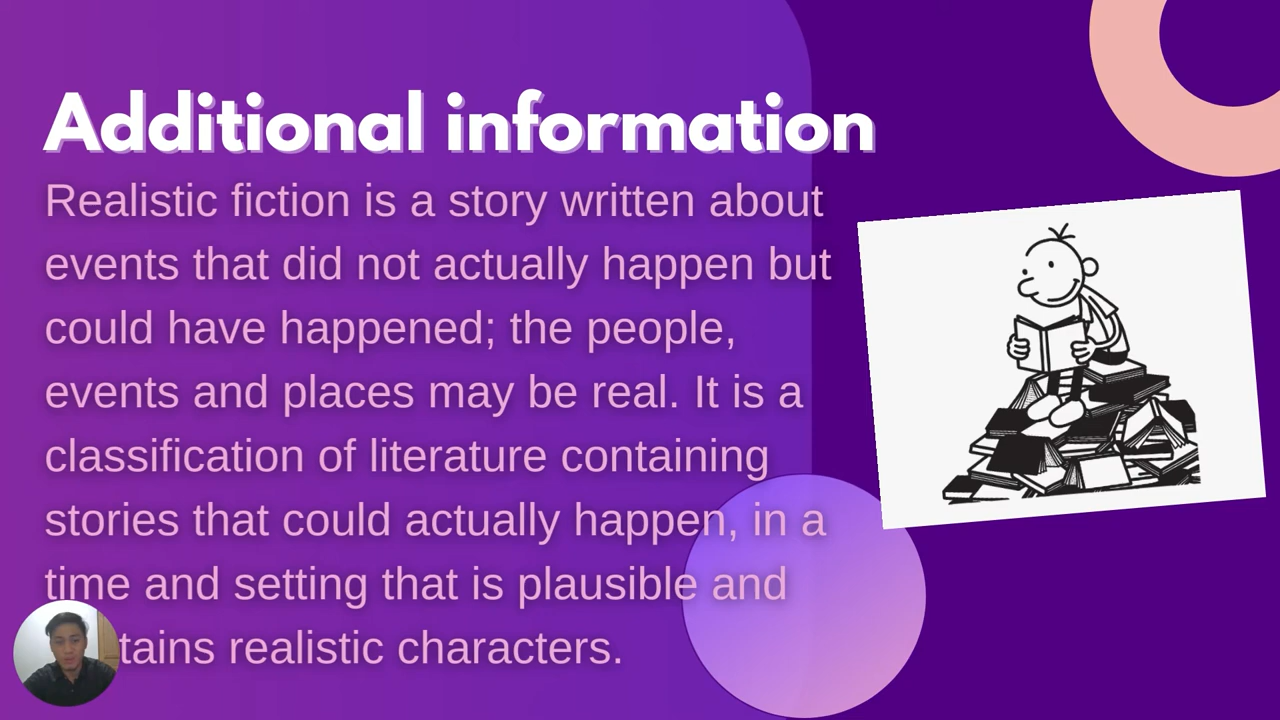 Additional information
Realistic fiction is a story written about
events that did not actually happen but
could have happened; the people,
events and places may be real. It is a
classification of literature containing
stories that could actually happen, in a
time and setting that is plausible and
tains realistic characters.